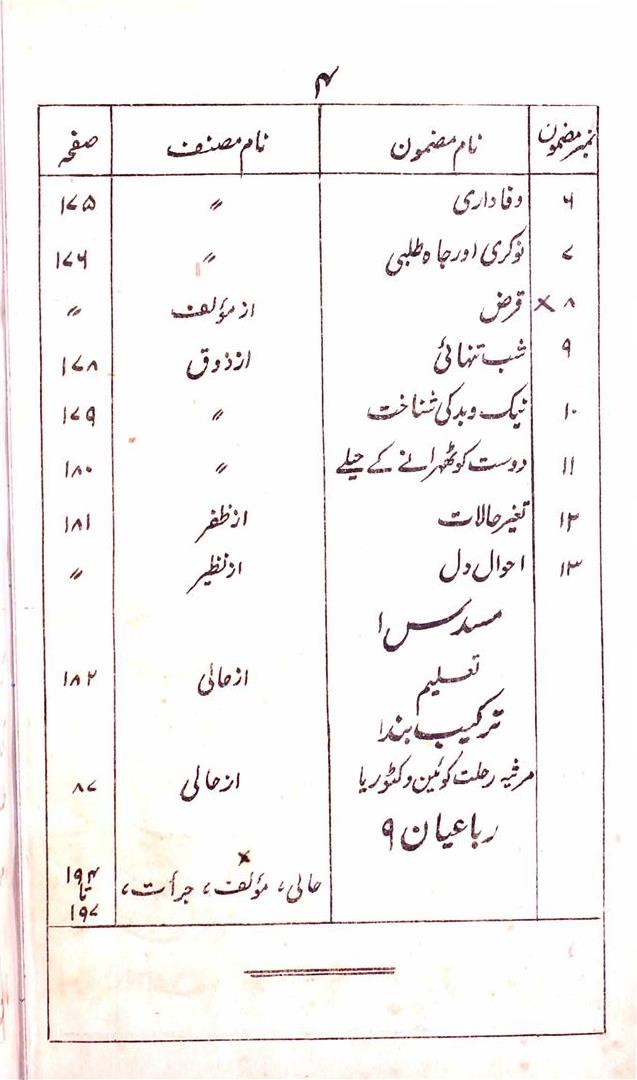 ۴
نمبر مضمون نام مضمون نام مصنف صفحہ
۶ وفاداری 〃 ۱۷۵
۷ نوکری اور جاہ طلبی 〃 ۱۷۶
× ۸ قرض از مؤلف 〃
۹ شب تنہائی از ذوق ۱۷۸
۱۰ نیک و بد کی شناخت 〃 ۱۷۹
۱۱ دوست کو ٹھہرانے کے حیلے 〃 ۱۸۰
۱۲ تغیر حالات از ظفر ۱۸۱
۱۳ احوال دل از نظیر 〃
مسدس ۱
تعلیم از حالی ۱۸۲
ترکیب بند ۱
مرثیہ رحلت کوئین وکٹوریا از حالی ۸۷
رباعیان ۹
×
حالی، مؤلف، جرأت، ۱۹۴
تا
۱۹۷